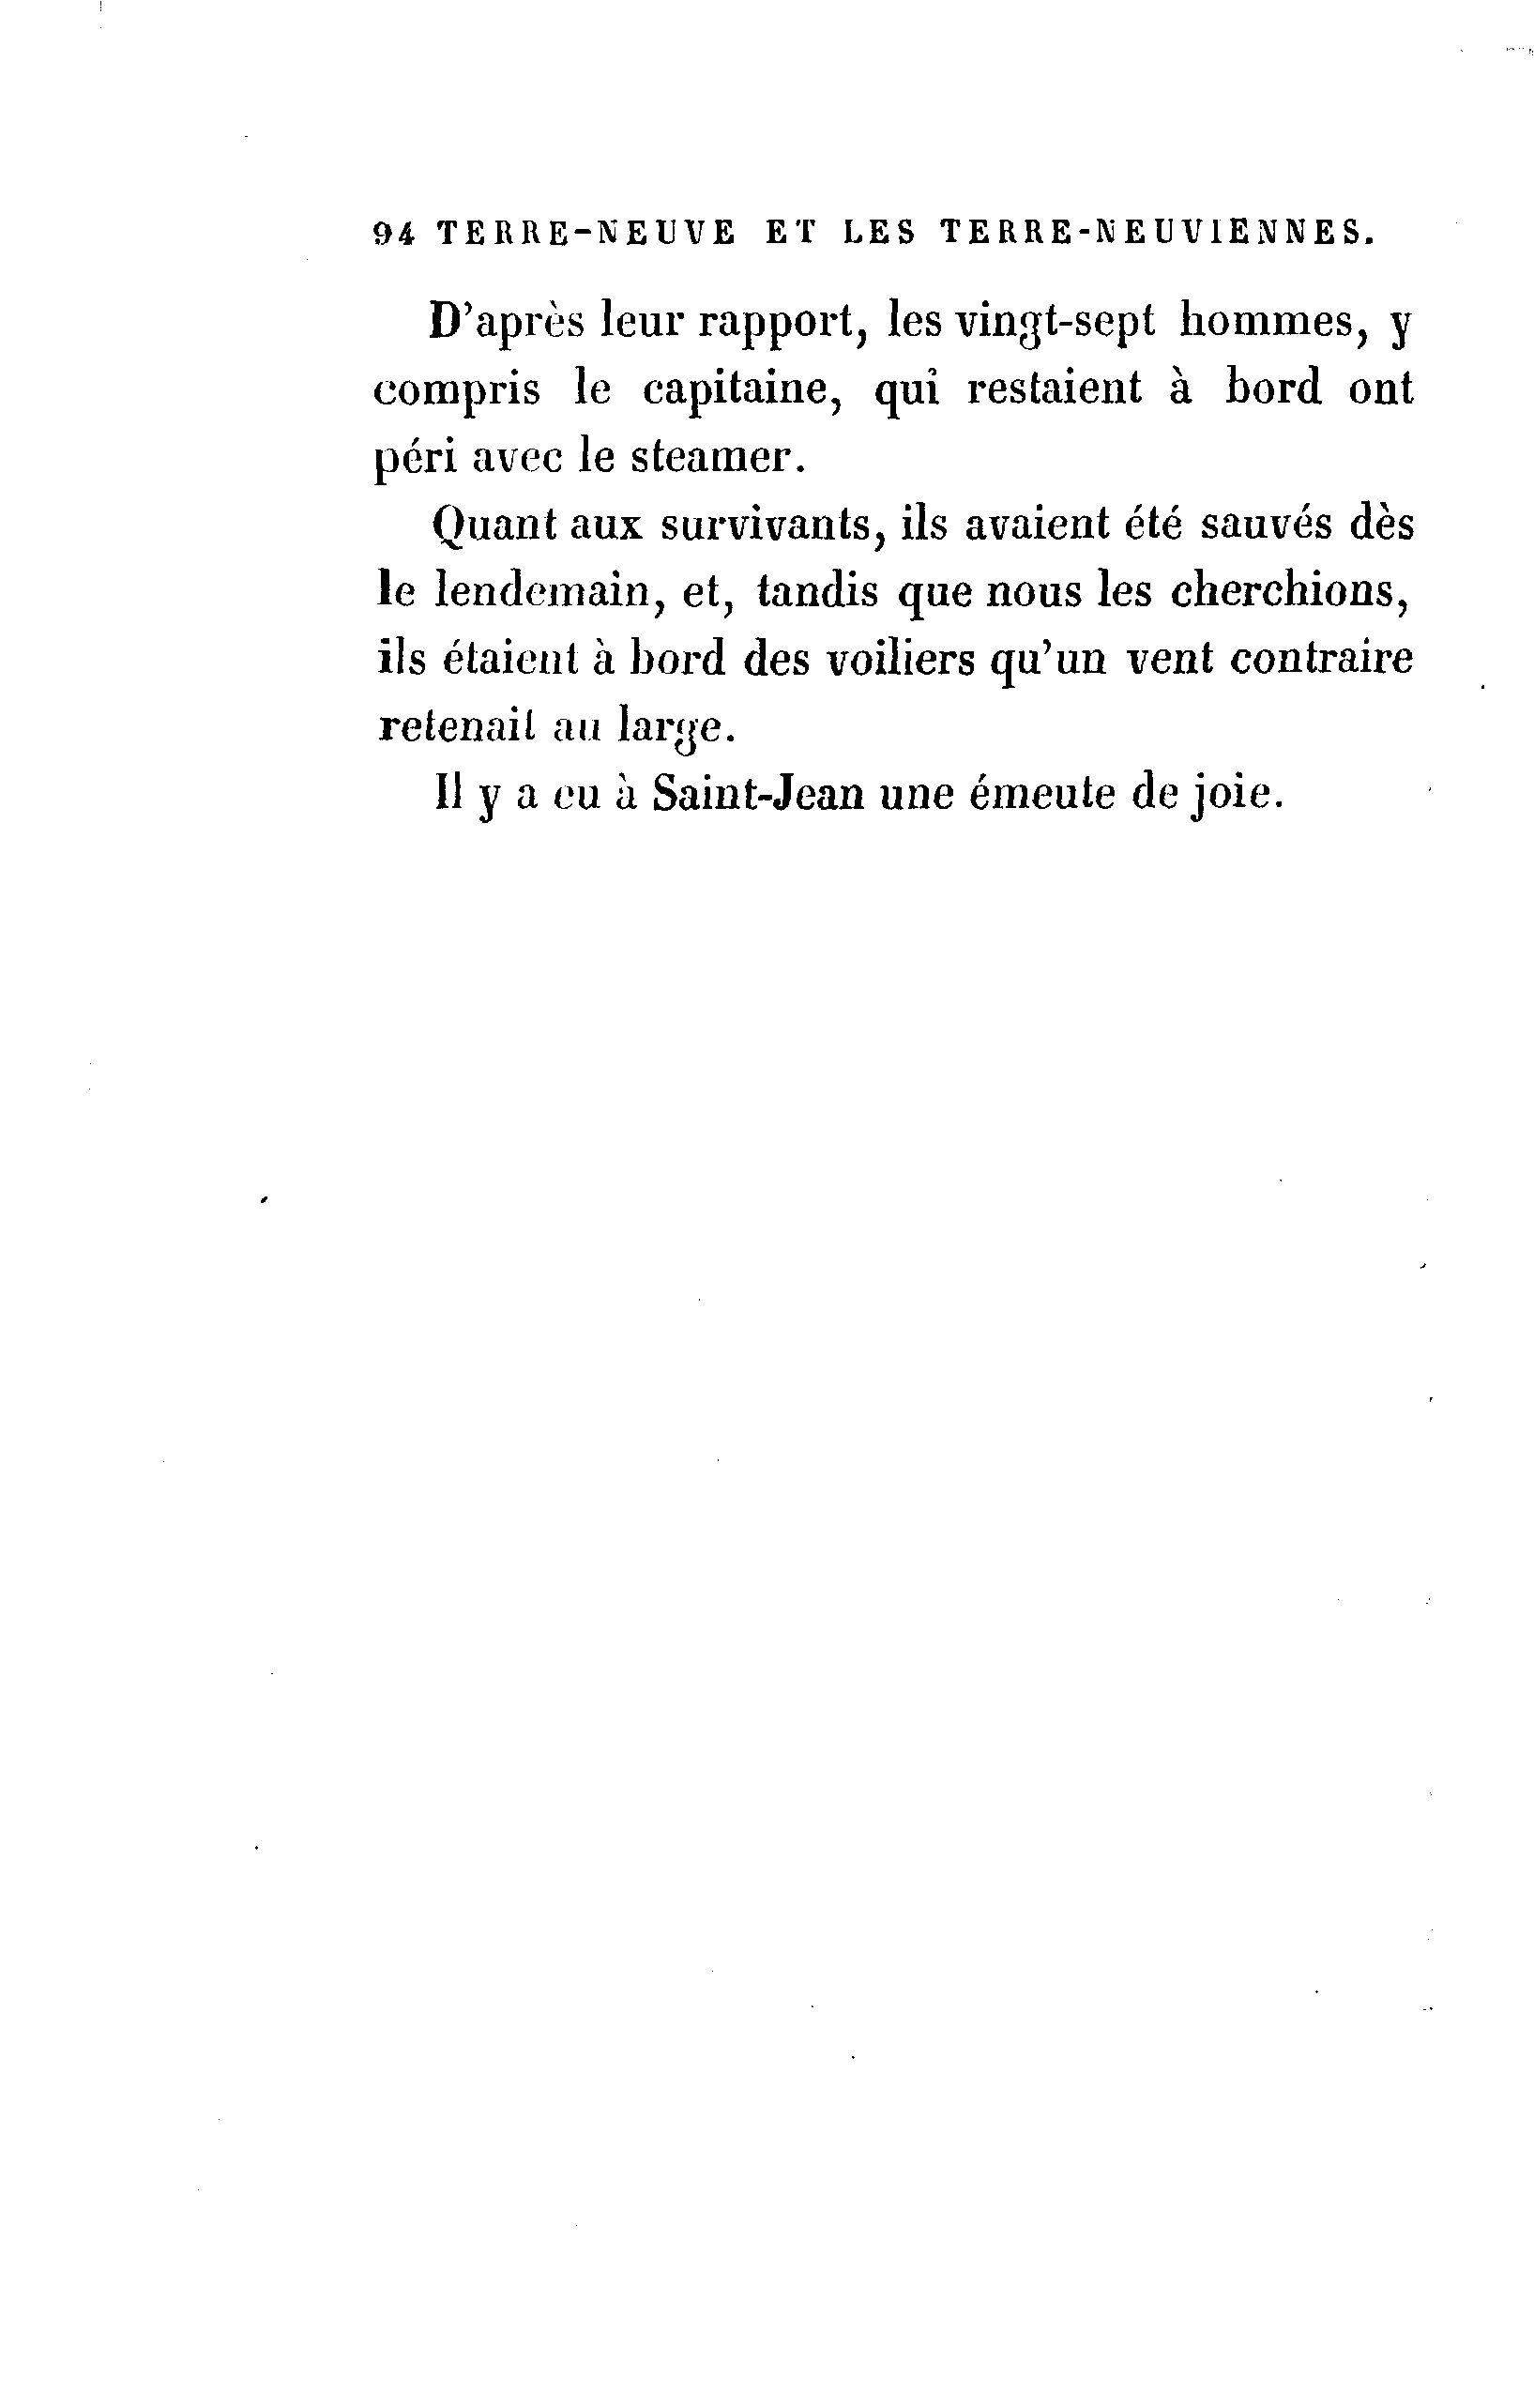 94 TERRE-NEUVE ET LES TERRE-NEUVIENNES.
D'après leur rapport, les vingt-sept hommes, y
compris le capitaine, qui restaient à bord ont
péri avec le steamer.
Quant aux survivants, ils avaient été sauvés dès
le lendemain, et, tandis que nous les cherchions,
ils étaient à bord des voiliers qu'un vent contraire
retenait au large.
Il y a eu à Saint-Jean une émeute de joie.